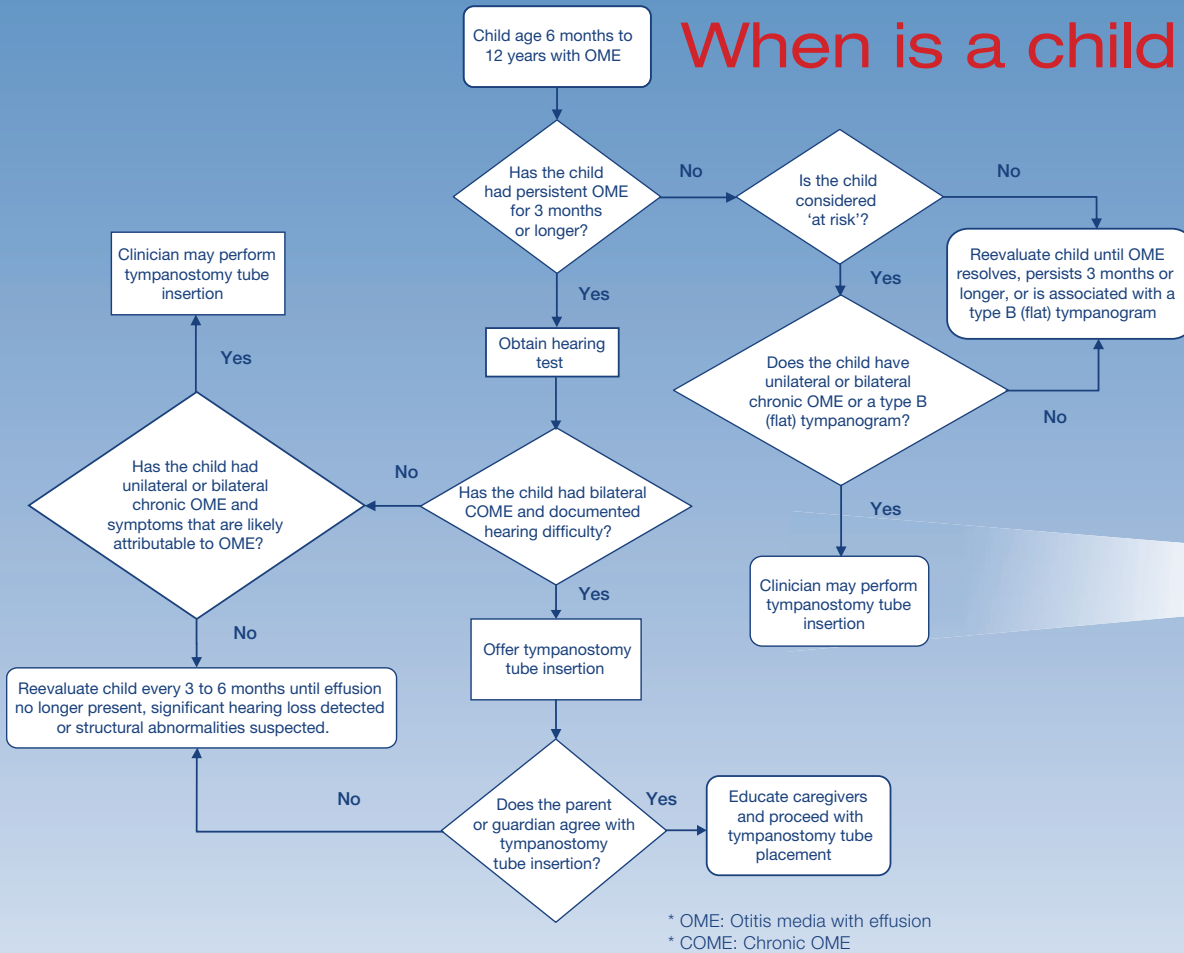 When is a child
Child age 6 months to
12 years with OME
Has the child
had persistent OME
for 3 months
or longer?
No
Is the child
considered
‘at risk’?
No
Reevaluate child until OME
resolves, persists 3 months or
longer, or is associated with a
type B (flat) tympanogram
Clinician may perform
tympanostomy tube
insertion
Yes
Yes
Obtain hearing
test
Yes
Does the child have
unilateral or bilateral
chronic OME or a type B
(flat) tympanogram?
No
Has the child had
unilateral or bilateral
chronic OME and
symptoms that are likely
attributable to OME?
No
Has the child had bilateral
COME and documented
hearing difficulty?
Yes
Clinician may perform
tympanostomy tube
insertion
Yes
No
Offer tympanostomy
tube insertion
Reevaluate child every 3 to 6 months until effusion
no longer present, significant hearing loss detected
or structural abnormalities suspected.
No
Does the parent
or guardian agree with
tympanostomy
tube insertion?
Yes
Educate caregivers
and proceed with
tympanostomy tube
placement
* OME: Otitis media with effusion
* COME: Chronic OME